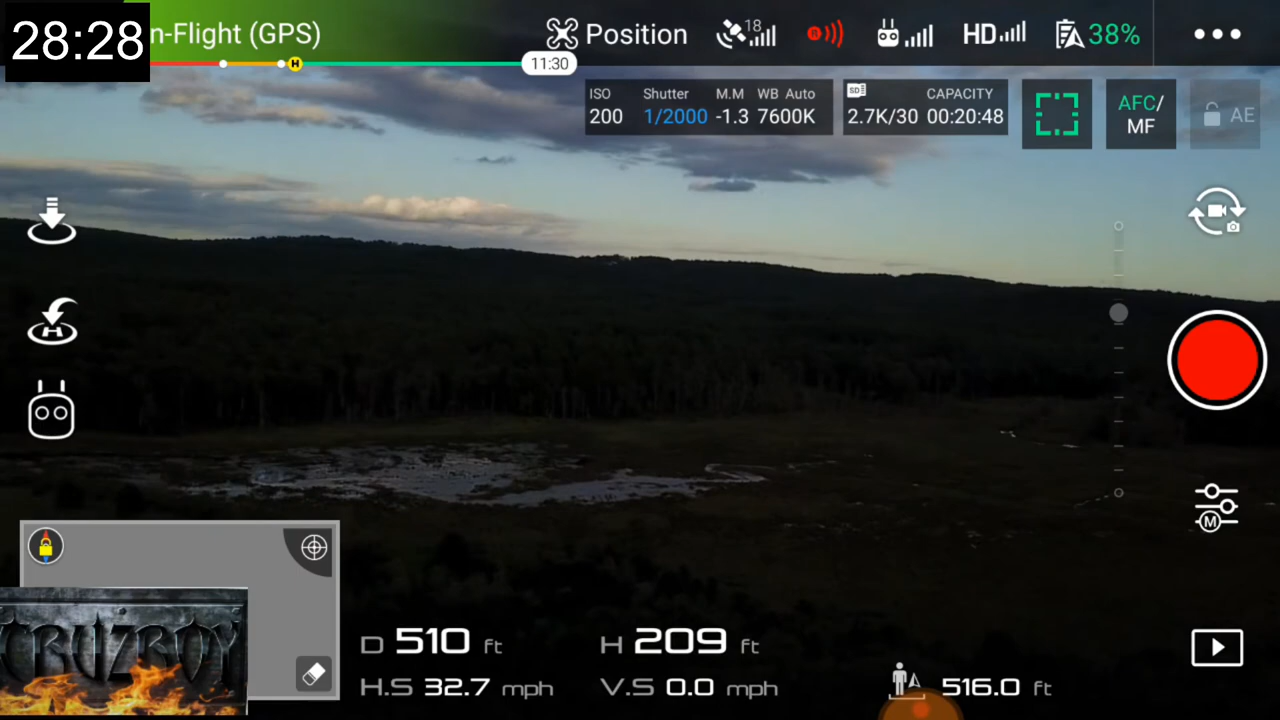 28:28
n-Flight (GPS)
Position
18
R
HD
38%
H
11:30
ISO
200
Shutter
1/2000
M.M
-1.3
WB Auto
7600K
SD
2.7K/30
CAPACITY
00:20:48
AFC/
MF
AE
H
M
CRUZBOY
D 510 ft
H 209 ft
H.S 32.7 mph
V.S 0.0 mph
516.0 ft